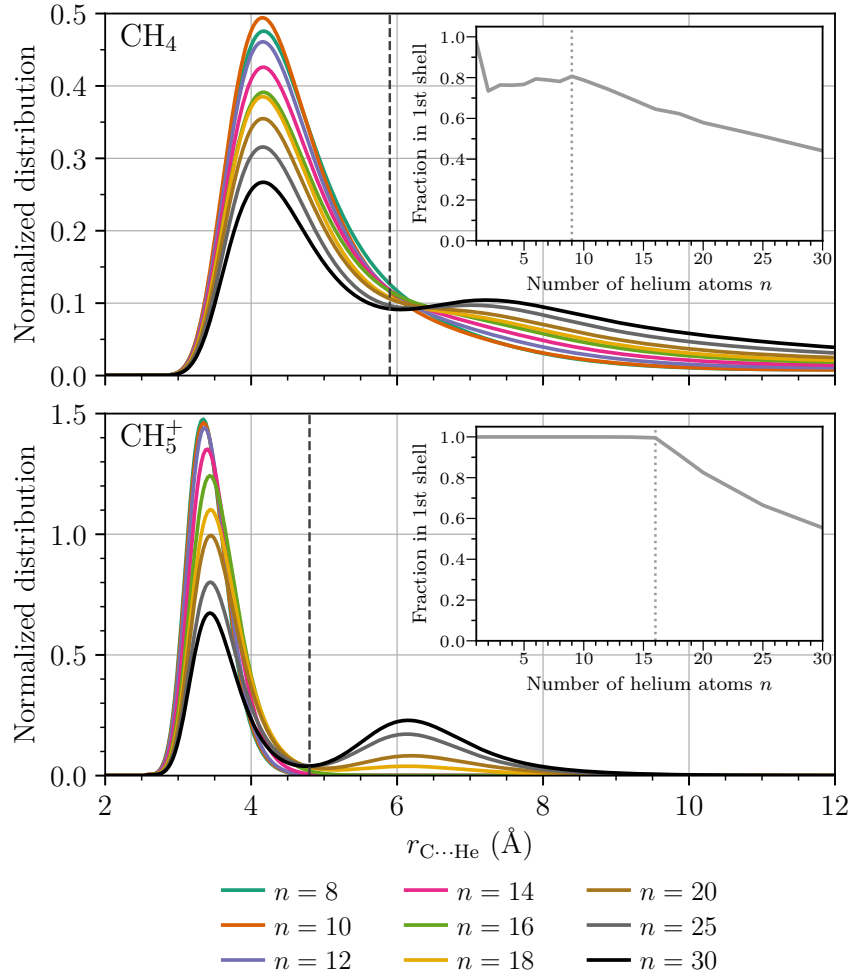 CH₄
Normalized distribution
0.5
0.4
0.3
0.2
0.1
0.0
Fraction in 1st shell
1.0
0.8
0.6
0.4
0.2
0.0
5 10 15 20 25 30
Number of helium atoms n
CH₅⁺
Normalized distribution
1.5
1.0
0.5
0.0
Fraction in 1st shell
1.0
0.8
0.6
0.4
0.2
0.0
5 10 15 20 25 30
Number of helium atoms n
2 4 6 8 10 12
r C···He (Å)
n = 8 n = 14 n = 20
n = 10 n = 16 n = 25
n = 12 n = 18 n = 30